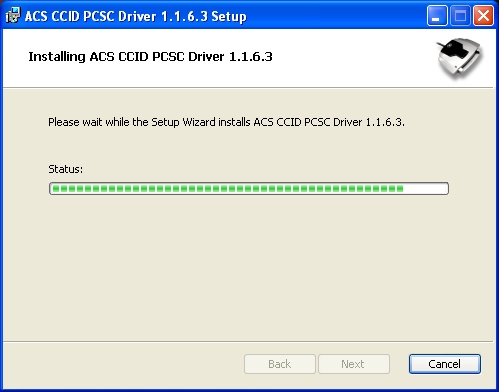 ACS CCID PCSC Driver 1.1.6.3 Setup
Installing ACS CCID PCSC Driver 1.1.6.3
Please wait while the Setup Wizard installs ACS CCID PCSC Driver 1.1.6.3.
Status:
Back Next Cancel